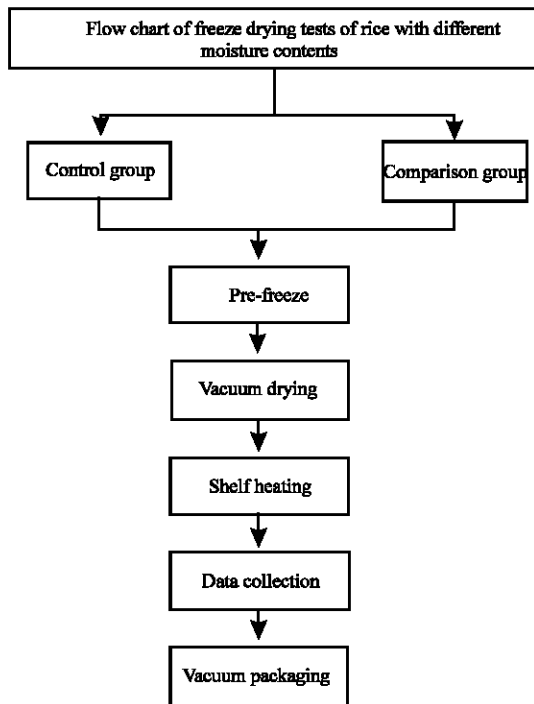 Flow chart of freeze drying tests of rice with different
moisture contents
Control group
Comparison group
Pre-freeze
Vacuum drying
Shelf heating
Data collection
Vacuum packaging